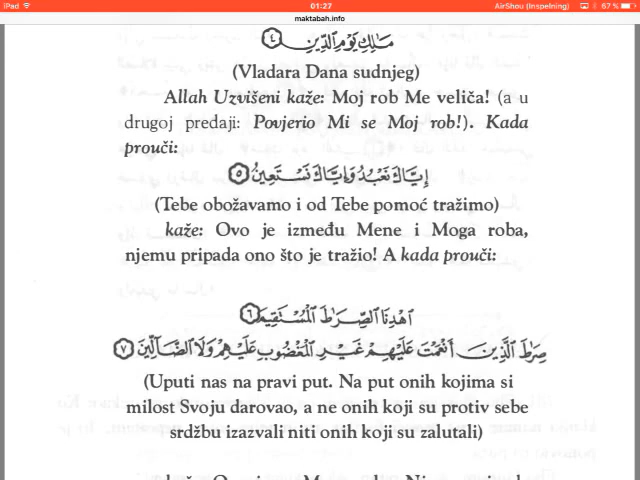 iPad 01:27 AirShou (Inspelning) 67 %
maktabah.info
مَـٰلِكِ يَوْمِ ٱلدِّينِ ٤
(Vladara Dana sudnjeg)
Allah Uzvišeni kaže: Moj rob Me veliča! (a u
drugoj predaji: Povjerio Mi se Moj rob!). Kada
prouči:
إِيَّاكَ نَعْبُدُ وَإِيَّاكَ نَسْتَعِينُ ٥
(Tebe obožavamo i od Tebe pomoć tražimo)
kaže: Ovo je između Mene i Moga roba,
njemu pripada ono što je tražio! A kada prouči:
ٱهْدِنَا ٱلصِّرَٰطَ ٱلْمُسْتَقِيمَ ٦
صِرَٰطَ ٱلَّذِينَ أَنْعَمْتَ عَلَيْهِمْ غَيْرِ ٱلْمَغْضُوبِ عَلَيْهِمْ وَلَا ٱلضَّآلِّينَ ٧
(Uputi nas na pravi put. Na put onih kojima si
milost Svoju darovao, a ne onih koji su protiv sebe
srdžbu izazvali niti onih koji su zalutali)